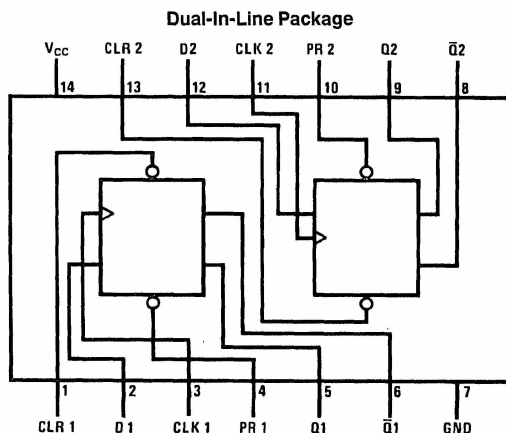 Dual-In-Line Package
VCC CLR 2 D2 CLK 2 PR 2 Q2 Q̅2
14 13 12 11 10 9 8
1 2 3 4 5 6 7
CLR 1 D1 CLK 1 PR 1 Q1 Q̅1 GND